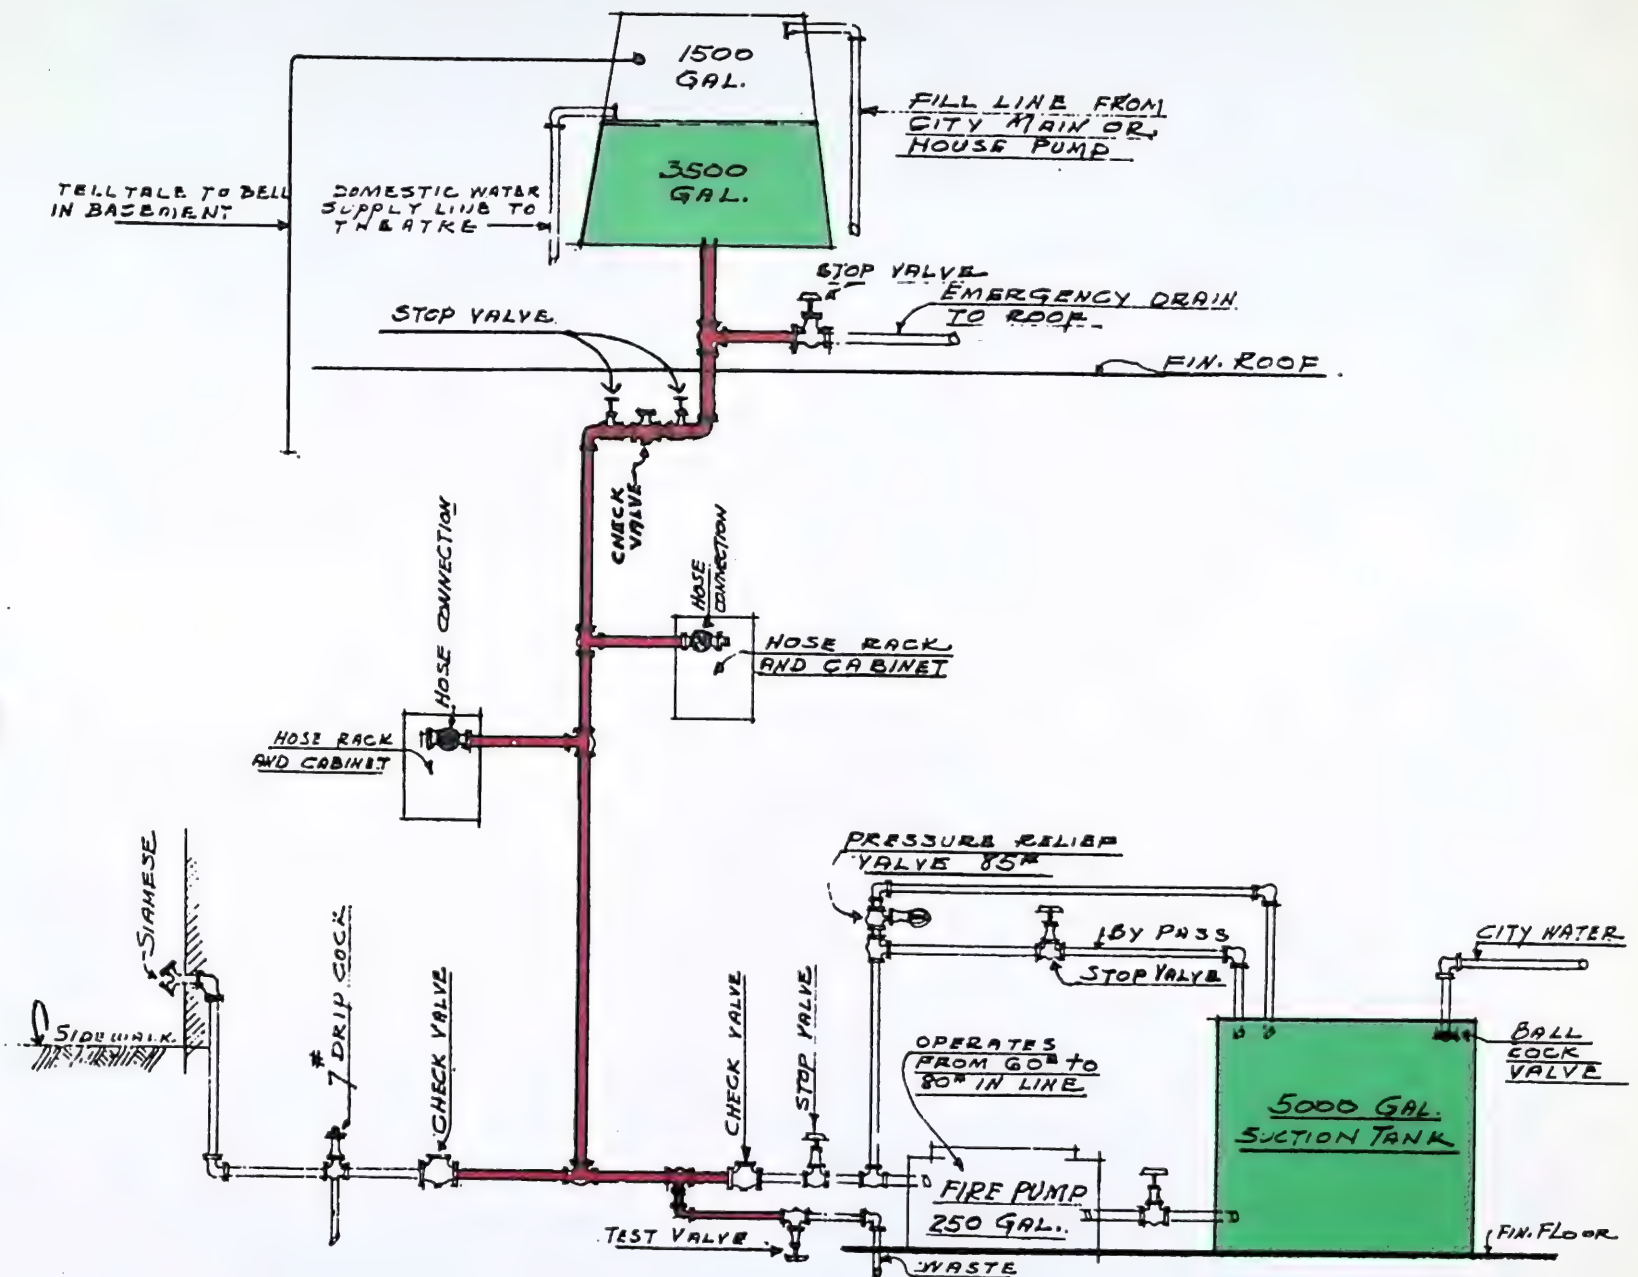 1500
GAL.
FILL LINE FROM
CITY MAIN OR
HOUSE PUMP
3500
GAL.
TELLTALE TO BELL
IN BASEMENT
DOMESTIC WATER
SUPPLY LINE TO
THEATRE
STOP VALVE
EMERGENCY DRAIN
TO ROOF
STOP VALVE
FIN. ROOF
CHECK
VALVE
HOSE CONNECTION
HOSE
CONNECTION
HOSE RACK
AND CABINET
HOSE RACK
AND CABINET
PRESSURE RELIEF
VALVE 85#
SIAMESE
BY PASS
CITY WATER
STOP VALVE
SIDEWALK
7# DRIP COCK
CHECK VALVE
CHECK VALVE
STOP VALVE
OPERATES
FROM 60# TO
80# IN LINE
BALL
COCK
VALVE
5000 GAL.
SUCTION TANK
FIRE PUMP
250 GAL.
TEST VALVE
WASTE
FIN. FLOOR